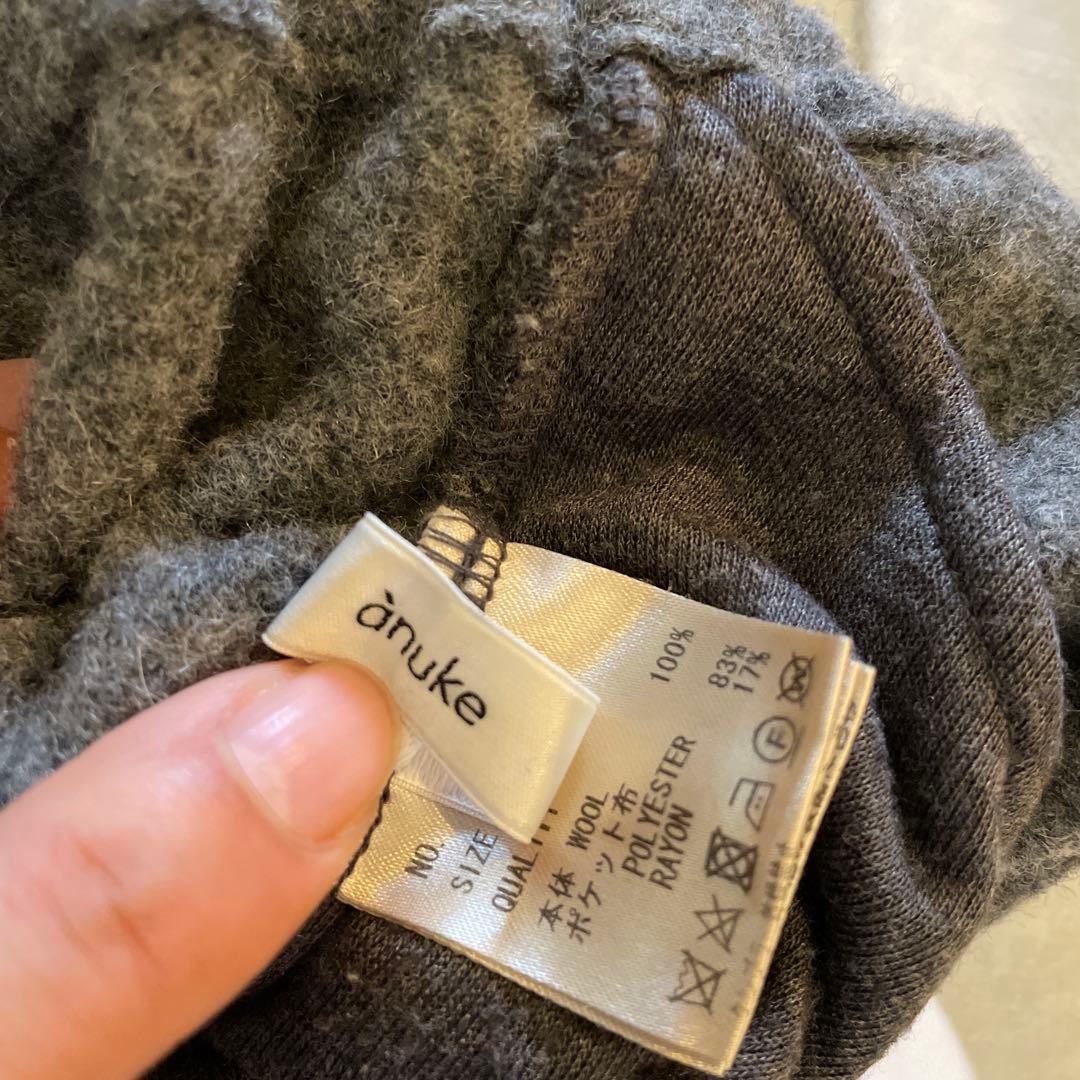 ànuke
NO.
SIZE
QUALITY
本体 WOOL 100%
ポケット布
POLYESTER 83%
RAYON 17%
F